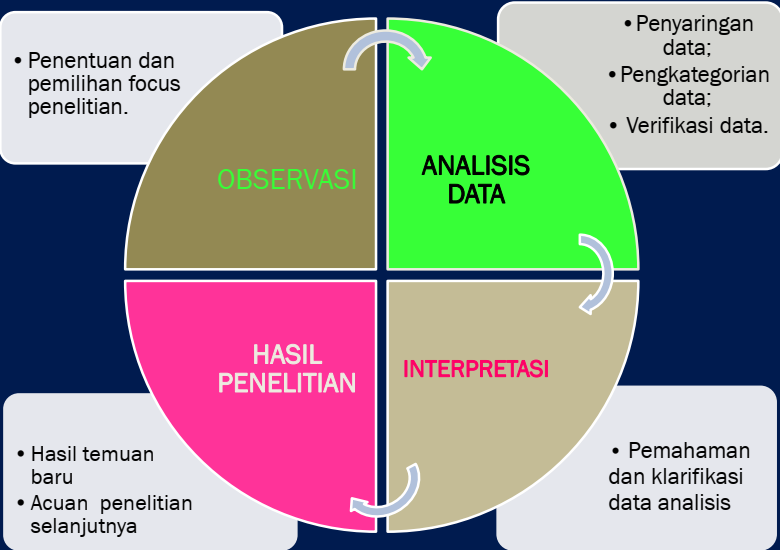 • Penentuan dan
pemilihan focus
penelitian.
OBSERVASI
• Penyaringan
data;
• Pengkategorian
data;
• Verifikasi data.
ANALISIS
DATA
INTERPRETASI
• Pemahaman
dan klarifikasi
data analisis
HASIL
PENELITIAN
• Hasil temuan
baru
• Acuan penelitian
selanjutnya